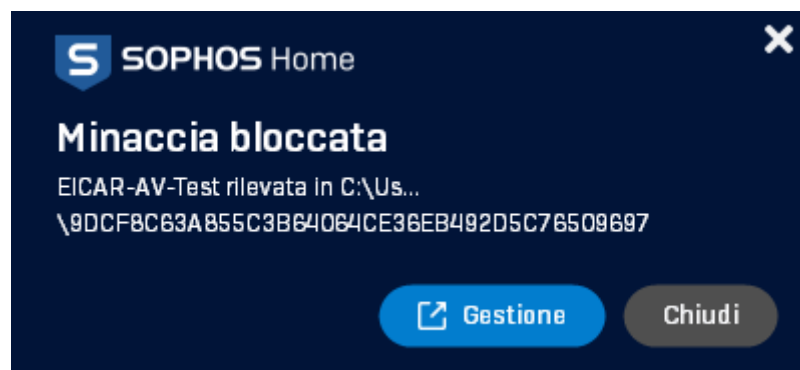 SOPHOS Home
Minaccia bloccata
EICAR-AV-Test rilevata in C:\Us...
\9DCF8C63A855C3B64064CE36EB492D5C76509697
Gestione
Chiudi